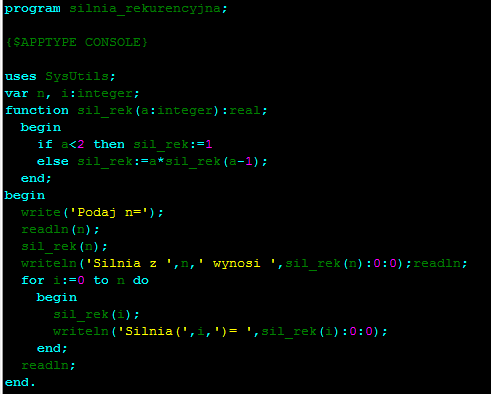 program silnia_rekurencyjna;

{$APPTYPE CONSOLE}

uses SysUtils;
var n, i:integer;
function sil_rek(a:integer):real;
  begin
    if a<2 then sil_rek:=1
    else sil_rek:=a*sil_rek(a-1);
  end;
begin
  write('Podaj n=');
  readln(n);
  sil_rek(n);
  writeln('Silnia z ',n,' wynosi ',sil_rek(n):0:0);readln;
  for i:=0 to n do
    begin
      sil_rek(i);
      writeln('Silnia(',i,')= ',sil_rek(i):0:0);
    end;
  readln;
end.